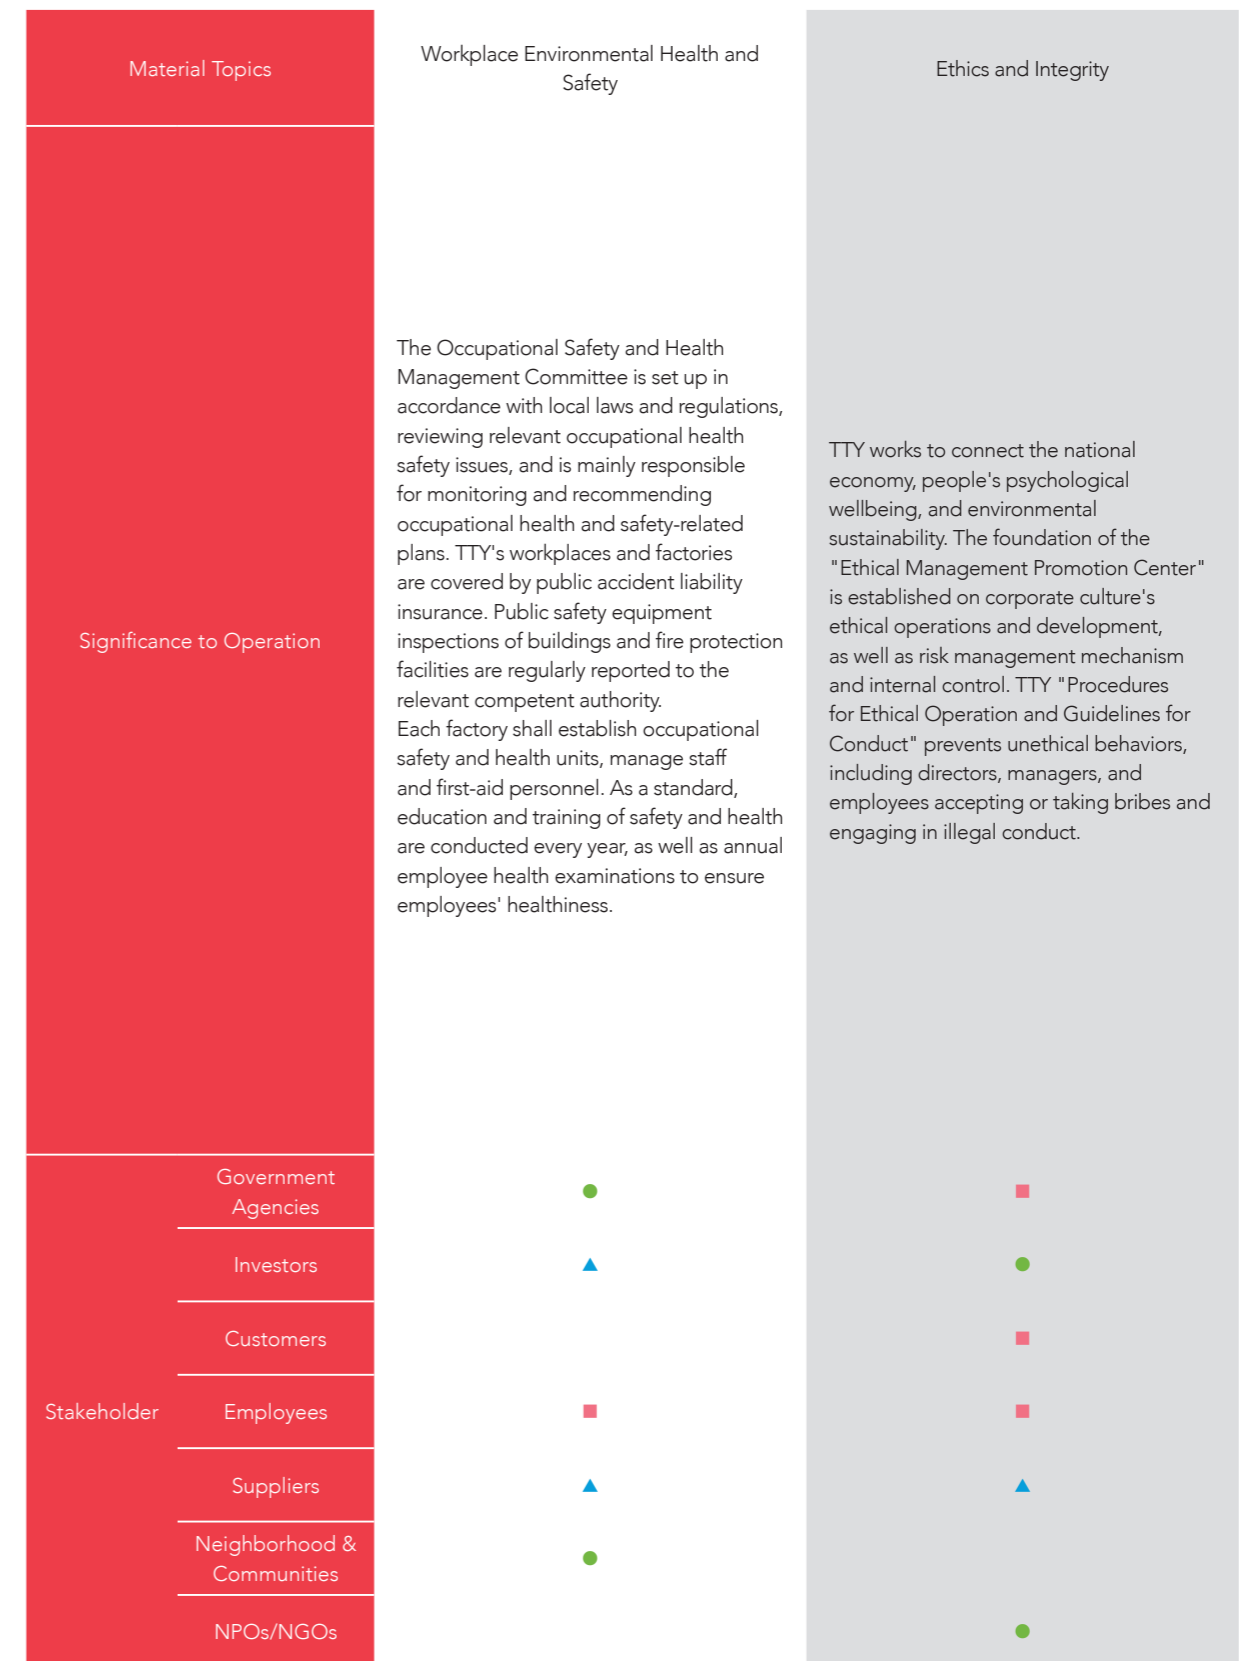 Material Topics
Workplace Environmental Health and
Safety
Ethics and Integrity
Significance to Operation
The Occupational Safety and Health
Management Committee is set up in
accordance with local laws and regulations,
reviewing relevant occupational health
safety issues, and is mainly responsible
for monitoring and recommending
occupational health and safety-related
plans. TTY's workplaces and factories
are covered by public accident liability
insurance. Public safety equipment
inspections of buildings and fire protection
facilities are regularly reported to the
relevant competent authority.
Each factory shall establish occupational
safety and health units, manage staff
and first-aid personnel. As a standard,
education and training of safety and health
are conducted every year, as well as annual
employee health examinations to ensure
employees' healthiness.
TTY works to connect the national
economy, people's psychological
wellbeing, and environmental
sustainability. The foundation of the
"Ethical Management Promotion Center"
is established on corporate culture's
ethical operations and development,
as well as risk management mechanism
and internal control. TTY "Procedures
for Ethical Operation and Guidelines for
Conduct" prevents unethical behaviors,
including directors, managers, and
employees accepting or taking bribes and
engaging in illegal conduct.
Stakeholder
Government
Agencies
Investors
Customers
Employees
Suppliers
Neighborhood &
Communities
NPOs/NGOs